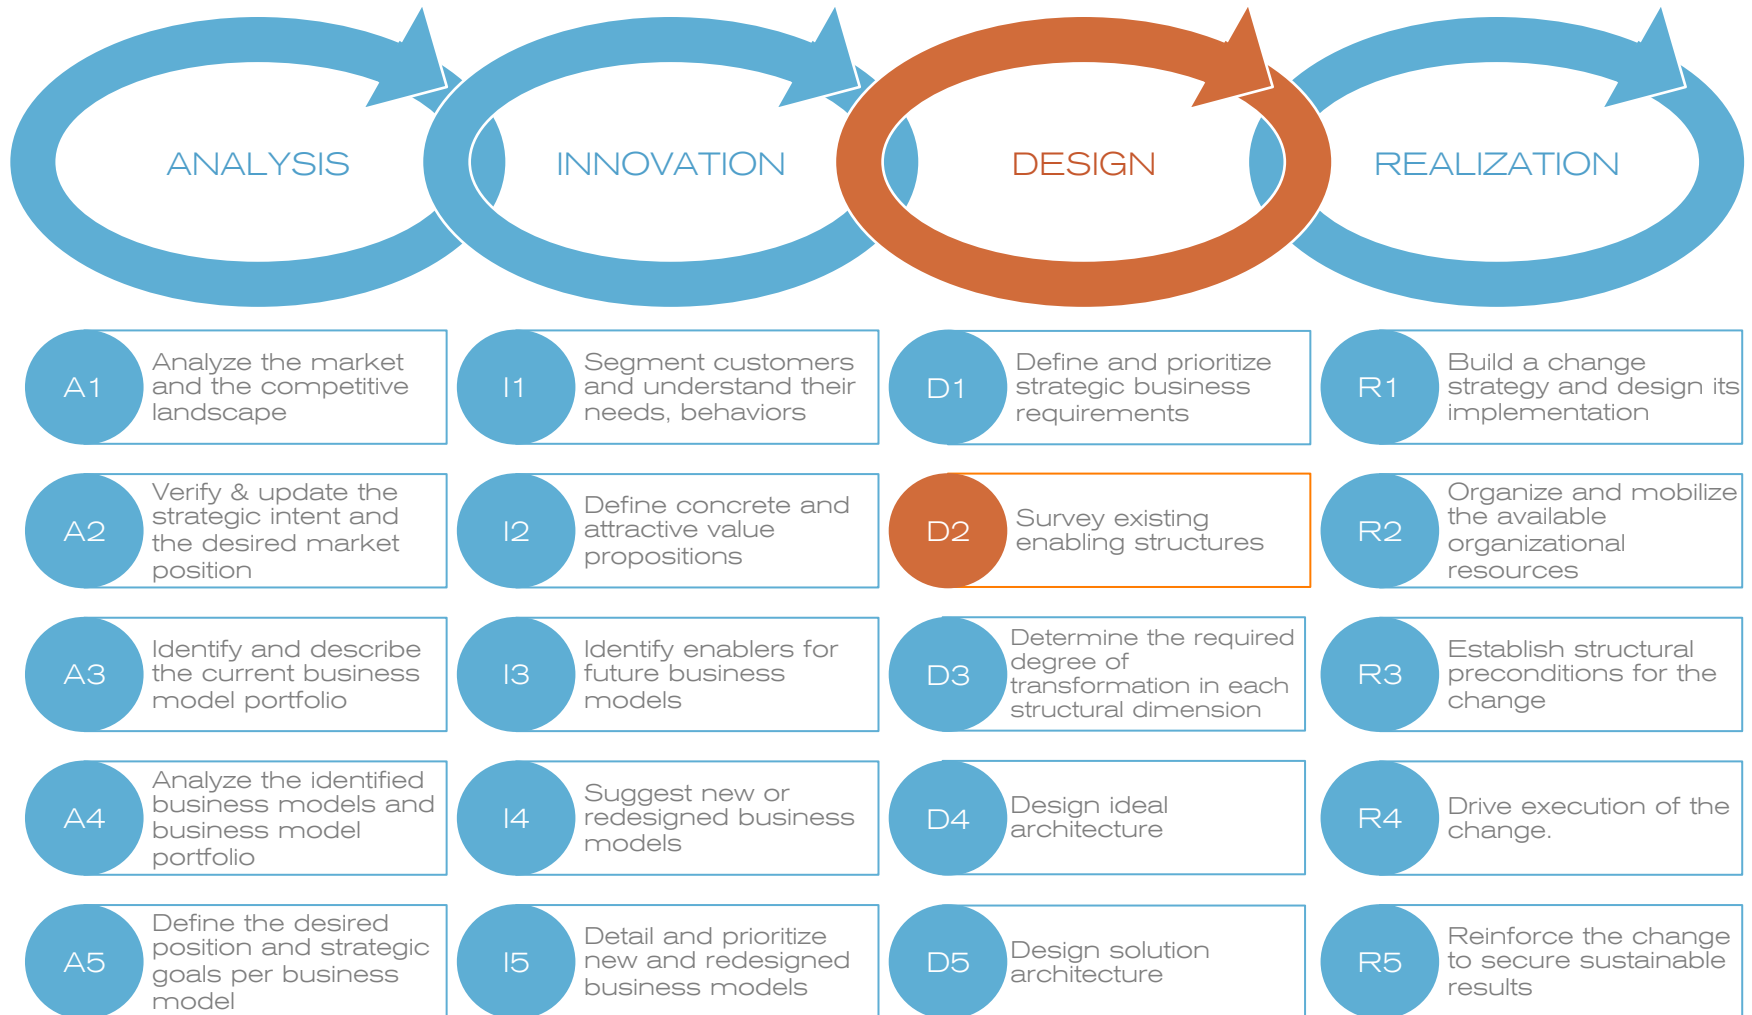 ANALYSIS
INNOVATION
DESIGN
REALIZATION
A1
Analyze the market
and the competitive
landscape
I1
Segment customers
and understand their
needs, behaviors
D1
Define and prioritize
strategic business
requirements
R1
Build a change
strategy and design its
implementation
A2
Verify & update the
strategic intent and
the desired market
position
I2
Define concrete and
attractive value
propositions
D2
Survey existing
enabling structures
R2
Organize and mobilize
the available
organizational
resources
A3
Identify and describe
the current business
model portfolio
I3
Identify enablers for
future business
models
D3
Determine the required
degree of
transformation in each
structural dimension
R3
Establish structural
preconditions for the
change
A4
Analyze the identified
business models and
business model
portfolio
I4
Suggest new or
redesigned business
models
D4
Design ideal
architecture
R4
Drive execution of the
change.
A5
Define the desired
position and strategic
goals per business
model
I5
Detail and prioritize
new and redesigned
business models
D5
Design solution
architecture
R5
Reinforce the change
to secure sustainable
results